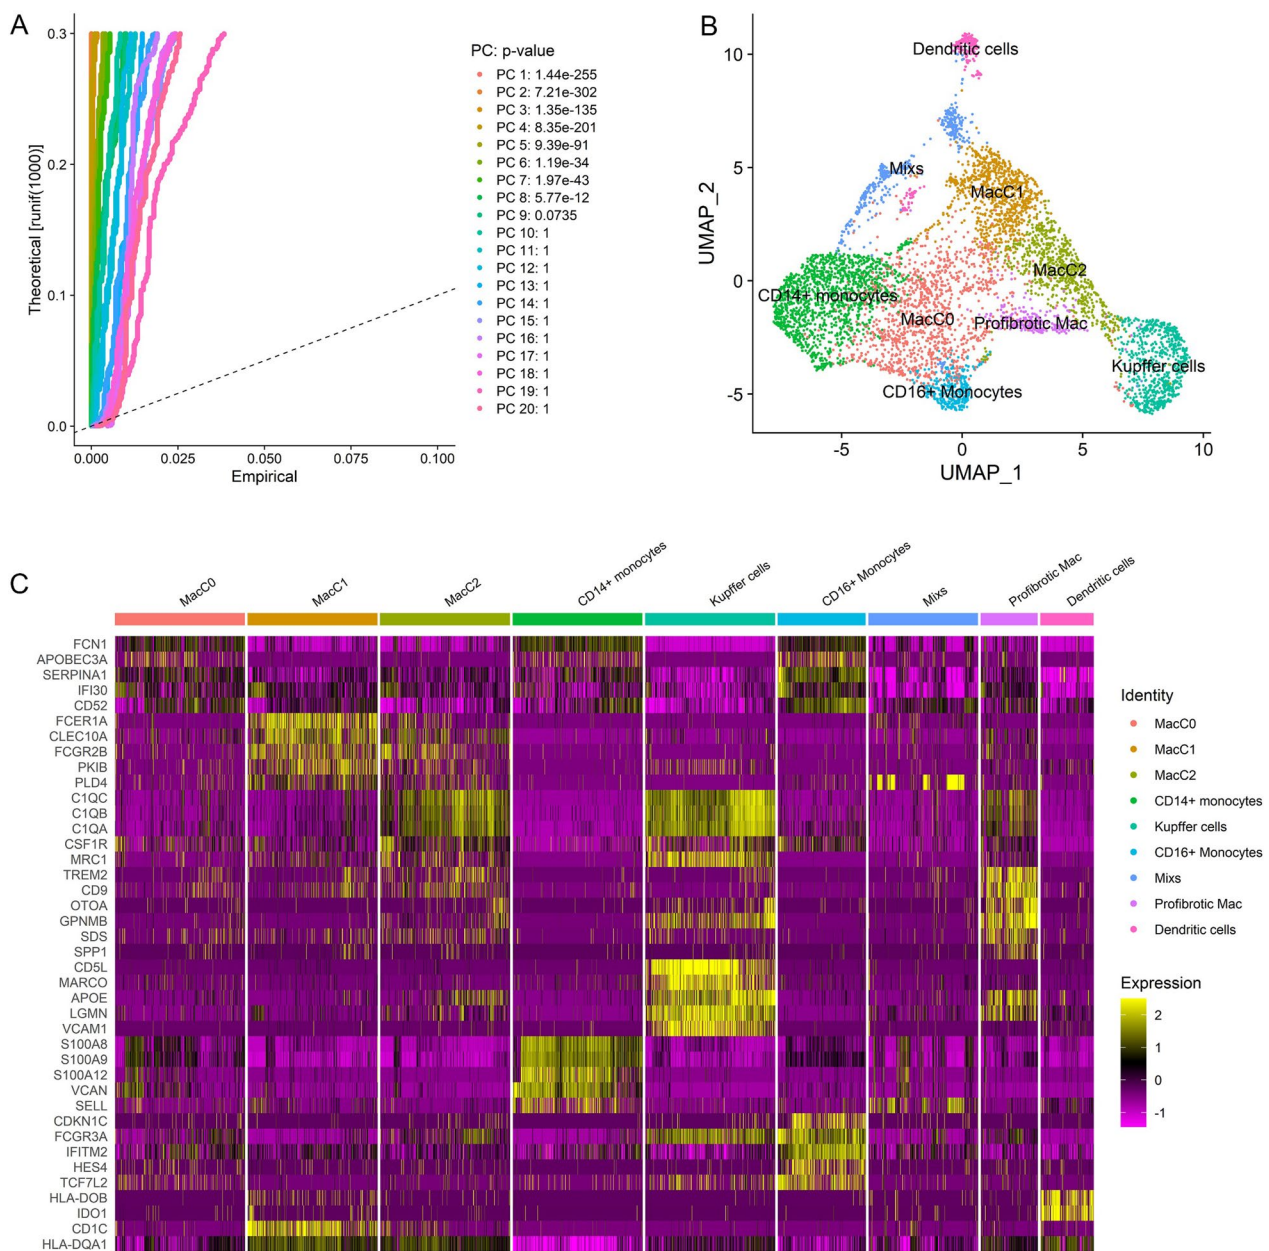 A
0.3
0.2
0.1
0.0
Theoretical [runif(1000)]
0.000 0.025 0.050 0.075 0.100
Empirical
PC: p-value
PC 1: 1.44e-255
PC 2: 7.21e-302
PC 3: 1.35e-135
PC 4: 8.35e-201
PC 5: 9.39e-91
PC 6: 1.19e-34
PC 7: 1.97e-43
PC 8: 5.77e-12
PC 9: 0.0735
PC 10: 1
PC 11: 1
PC 12: 1
PC 13: 1
PC 14: 1
PC 15: 1
PC 16: 1
PC 17: 1
PC 18: 1
PC 19: 1
PC 20: 1
B
10
5
0
-5
UMAP_2
Dendritic cells
Mixs
MacC1
MacC2
CD14+ monocytes
MacC0
Profibrotic Mac
Kupffer cells
CD16+ Monocytes
-5 0 5 10
UMAP_1
C
MacC0
MacC1
MacC2
CD14+ monocytes
Kupffer cells
CD16+ Monocytes
Mixs
Profibrotic Mac
Dendritic cells
FCN1
APOBEC3A
SERPINA1
IFI30
CD52
FCER1A
CLEC10A
FCGR2B
PKIB
PLD4
C1QC
C1QB
C1QA
CSF1R
MRC1
TREM2
CD9
OTOA
GPNMB
SDS
SPP1
CD5L
MARCO
APOE
LGMN
VCAM1
S100A8
S100A9
S100A12
VCAN
SELL
CDKN1C
FCGR3A
IFITM2
HES4
TCF7L2
HLA-DOB
IDO1
CD1C
HLA-DQA1
Identity
MacC0
MacC1
MacC2
CD14+ monocytes
Kupffer cells
CD16+ Monocytes
Mixs
Profibrotic Mac
Dendritic cells
Expression
2
1
0
-1